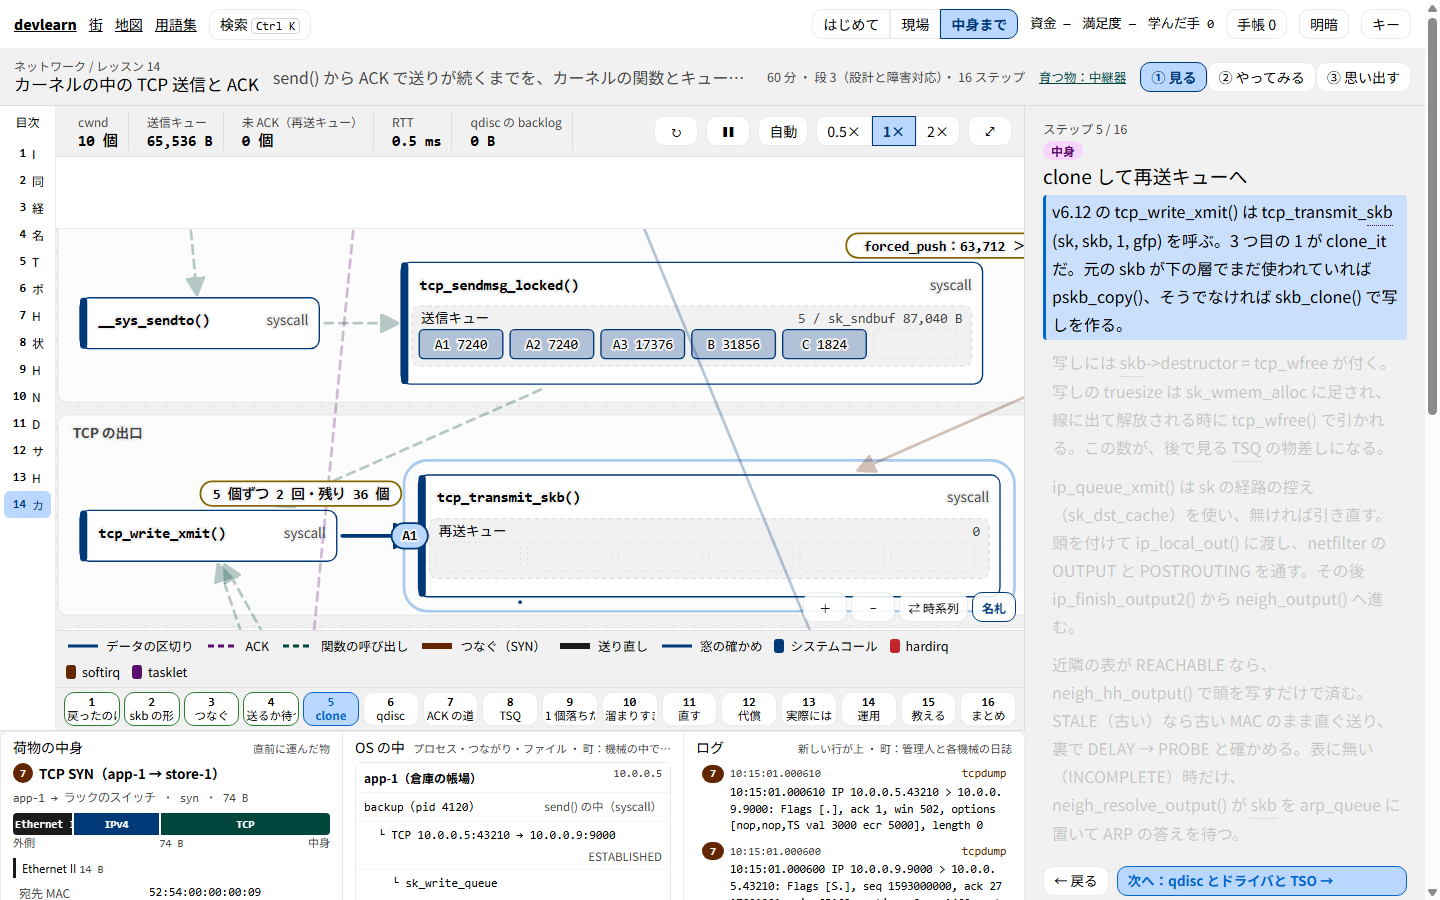 devlearn 街 地図 用語集 検索 Ctrl K はじめて 現場 中身まで 資金 — 満足度 — 学んだ手 0 手帳 0 明暗 キー
ネットワーク / レッスン 14
カーネルの中の TCP 送信と ACK send() から ACK で送りが続くまでを、カーネルの関数とキュー… 60 分 ・ 段 3（設計と障害対応）・ 16 ステップ 育つ物：中継器 ① 見る ② やってみる ③ 思い出す
目次
1 I
2 同
3 経
4 名
5 T
6 ポ
7 H
8 状
9 H
10 N
11 D
12 サ
13 H
14 カ
cwnd 送信キュー 未 ACK（再送キュー） RTT qdisc の backlog
10 個 65,536 B 0 個 0.5 ms 0 B
↻ 自動 0.5× 1× 2× ⤢
forced_push：63,712 >
tcp_sendmsg_locked() syscall
__sys_sendto() syscall
送信キュー 5 / sk_sndbuf 87,040 B
A1 7240 A2 7240 A3 17376 B 31856 C 1824
TCP の出口
5 個ずつ 2 回・残り 36 個
tcp_transmit_skb() syscall
tcp_write_xmit() syscall
A1
再送キュー 0
+ − ⇄ 時系列 名札
データの区切り ACK 関数の呼び出し つなぐ（SYN） 送り直し 窓の確かめ システムコール hardirq
softirq tasklet
1 2 3 4 5 6 7 8 9 10 11 12 13 14 15 16
戻ったの skb の形 つなぐ 送るか待 clone qdisc ACK の道 TSQ 1 個落ち 溜まりす 直す 代償 実際には 運用 教える まとめ
荷物の中身 直前に運んだ物
7 TCP SYN（app-1 → store-1）
app-1 → ラックのスイッチ ・ syn ・ 74 B
Ethernet IPv4 TCP
外側 74 B 中身
Ethernet II 14 B
宛先 MAC 52:54:00:00:00:09
OS の中 プロセス・つながり・ファイル ・ 町：機械の中で…
app-1（倉庫の帳場） 10.0.0.5
backup (pid 4120) send() の中（syscall）
└ TCP 10.0.0.5:43210 → 10.0.0.9:9000
ESTABLISHED
└ sk_write_queue
ログ 新しい行が上 ・ 町：管理人と各機械の日誌
7 10:15:01.000610 tcpdump
10:15:01.000610 IP 10.0.0.5.43210 > 10.0.0.
9.9000: Flags [.], ack 1, win 502, options
[nop,nop,TS val 3000 ecr 5000], length 0
7 10:15:01.000600 tcpdump
10:15:01.000600 IP 10.0.0.9.9000 > 10.0.0.
5.43210: Flags [S.], seq 1593000000, ack 27
ステップ 5 / 16
中身
clone して再送キューへ
v6.12 の tcp_write_xmit() は tcp_transmit_skb
(sk, skb, 1, gfp) を呼ぶ。3 つ目の 1 が clone_it
だ。元の skb が下の層でまだ使われていれば
pskb_copy()、そうでなければ skb_clone() で写
しを作る。
写しには skb->destructor = tcp_wfree が付く。
写しの truesize は sk_wmem_alloc に足され、
線に出て解放される時に tcp_wfree() で引かれ
る。この数が、後で見る TSQ の物差しになる。
ip_queue_xmit() は sk の経路の控え
（sk_dst_cache）を使い、無ければ引き直す。
頭を付けて ip_local_out() に渡し、netfilter の
OUTPUT と POSTROUTING を通す。その後
ip_finish_output2() から neigh_output() へ進
む。
近隣の表が REACHABLE なら、
neigh_hh_output() で頭を写すだけで済む。
STALE（古い）なら古い MAC のまま直ぐ送り、
裏で DELAY → PROBE と確かめる。表に無い
（INCOMPLETE）時だけ、
neigh_resolve_output() が skb を arp_queue に
置いて ARP の答えを待つ。
← 戻る 次へ：qdisc とドライバと TSO →